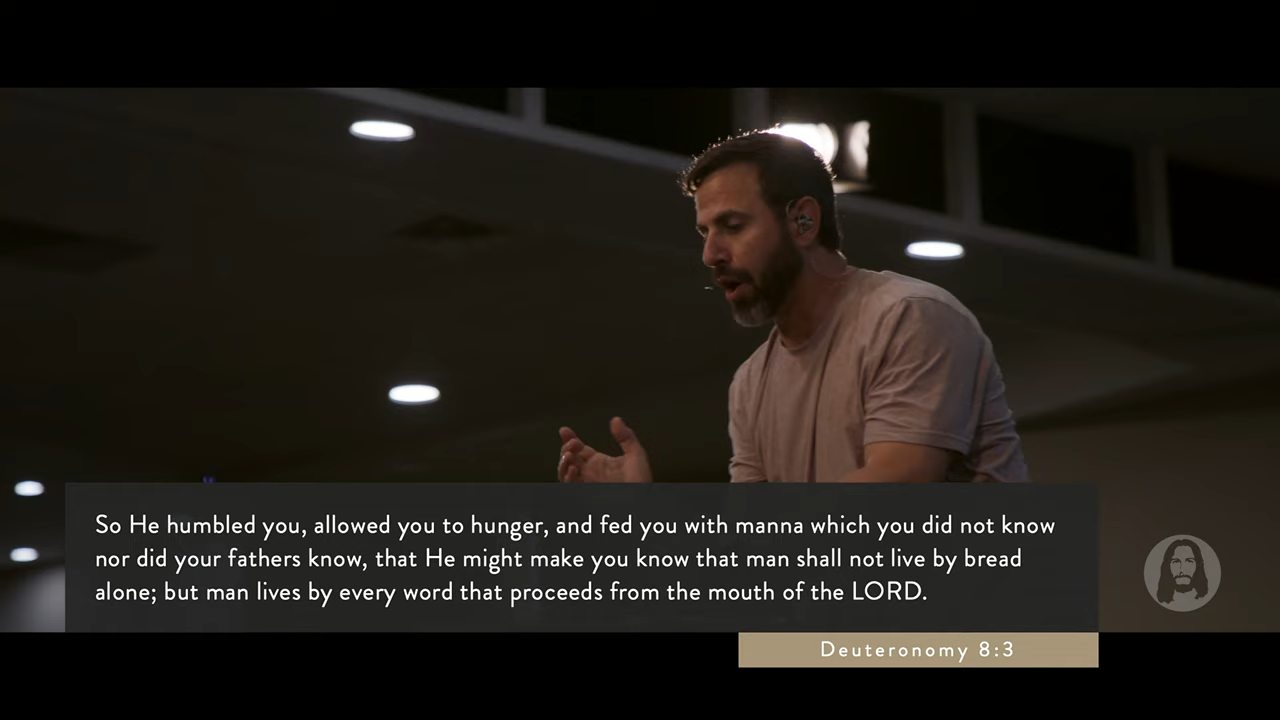 So He humbled you, allowed you to hunger, and fed you with manna which you did not know
nor did your fathers know, that He might make you know that man shall not live by bread
alone; but man lives by every word that proceeds from the mouth of the LORD.
Deuteronomy 8:3